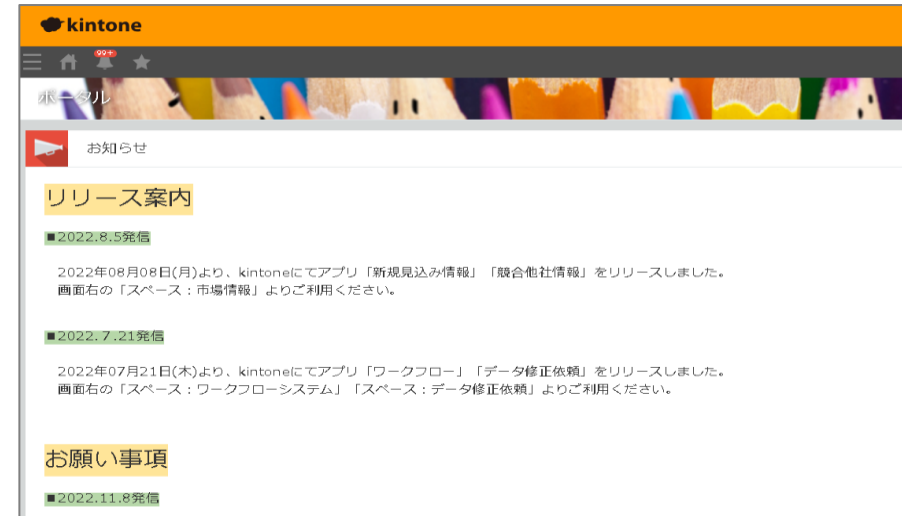 kintone
99+
ポータル
お知らせ
リリース案内
■2022.8.5発信
2022年08月08日(月)より、kintoneにてアプリ「新規見込み情報」「競合他社情報」をリリースしました。
画面右の「スペース：市場情報」よりご利用ください。
■2022.7.21発信
2022年07月21日(木)より、kintoneにてアプリ「ワークフロー」「データ修正依頼」をリリースしました。
画面右の「スペース：ワークフローシステム」「スペース：データ修正依頼」よりご利用ください。
お願い事項
■2022.11.8発信